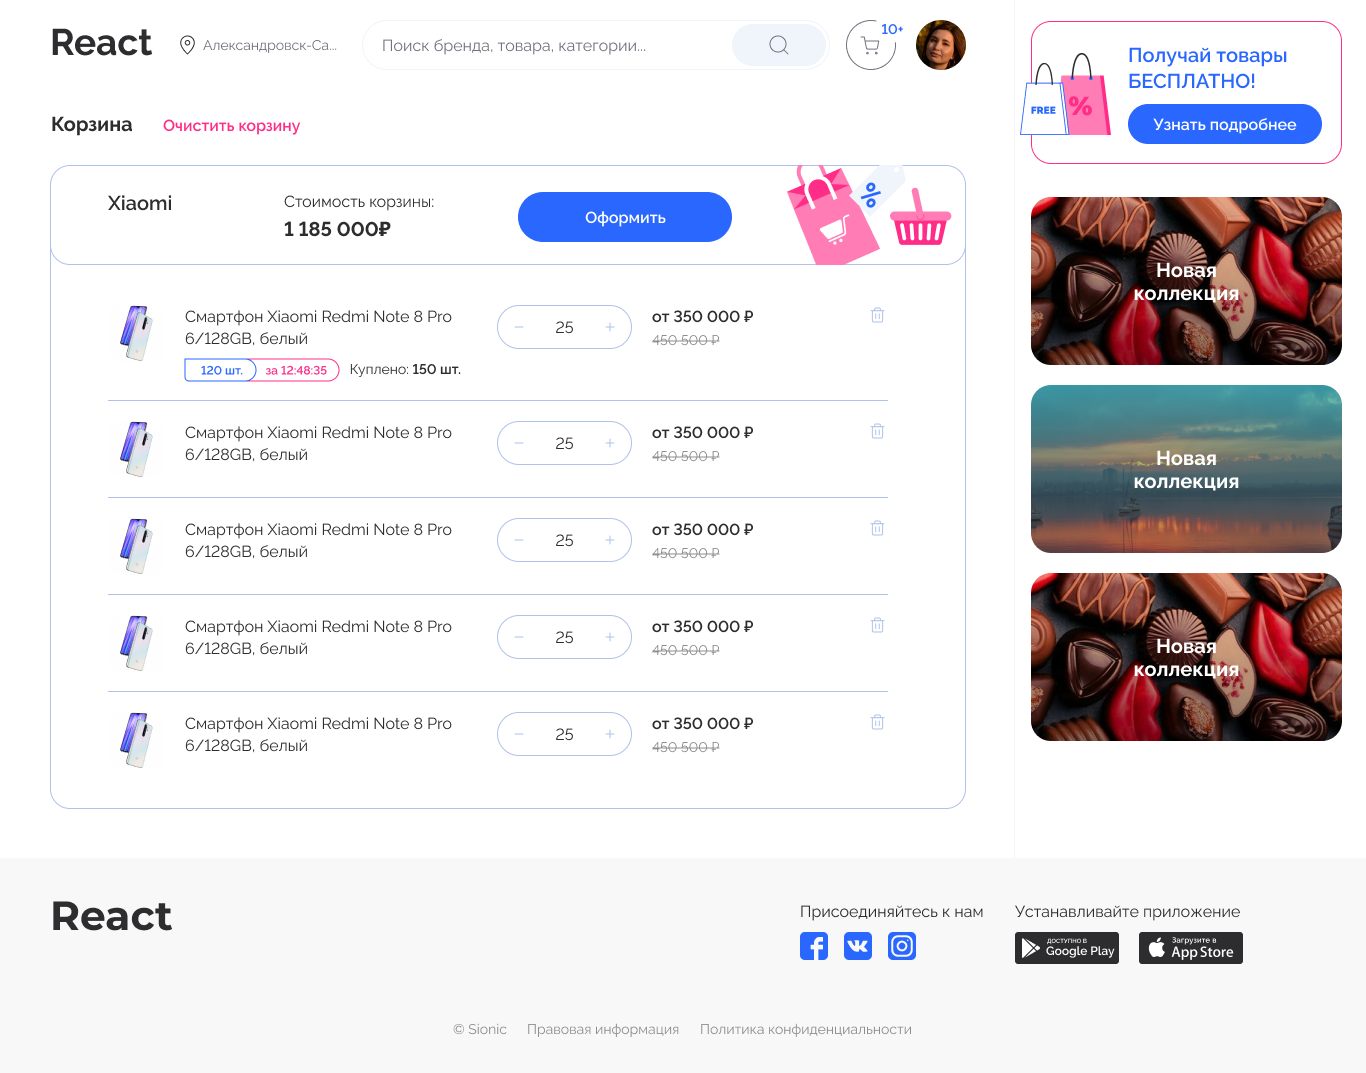 React
Александровск-Са...
Поиск бренда, товара, категории...
10+
Корзина
Очистить корзину
Xiaomi
Стоимость корзины:
1 185 000₽
Оформить
%
Смартфон Xiaomi Redmi Note 8 Pro
6/128GB, белый
25
от 350 000 ₽
450 500 ₽
120 шт.
за 12:48:35
Куплено: 150 шт.
Смартфон Xiaomi Redmi Note 8 Pro
6/128GB, белый
25
от 350 000 ₽
450 500 ₽
Смартфон Xiaomi Redmi Note 8 Pro
6/128GB, белый
25
от 350 000 ₽
450 500 ₽
Смартфон Xiaomi Redmi Note 8 Pro
6/128GB, белый
25
от 350 000 ₽
450 500 ₽
Смартфон Xiaomi Redmi Note 8 Pro
6/128GB, белый
25
от 350 000 ₽
450 500 ₽
FREE
%
Получай товары
БЕСПЛАТНО!
Узнать подробнее
Новая
коллекция
Новая
коллекция
Новая
коллекция
React
Присоединяйтесь к нам
Устанавливайте приложение
ДОСТУПНО В
Google Play
Загрузите в
App Store
© Sionic
Правовая информация
Политика конфиденциальности